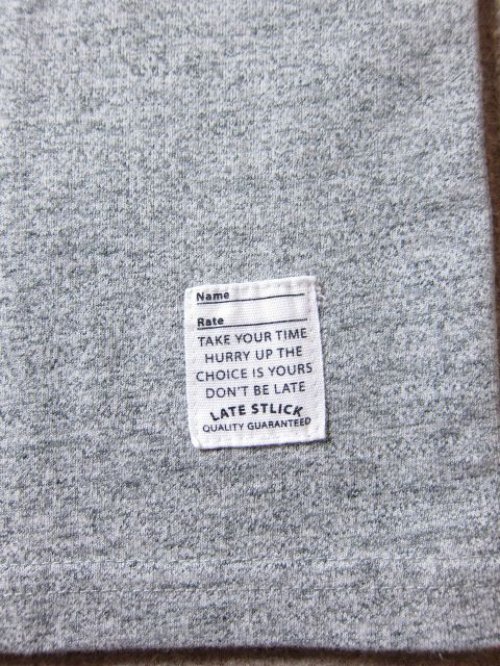 Name
Rate
TAKE YOUR TIME
HURRY UP THE
CHOICE IS YOURS
DON'T BE LATE
LATE STLICK
QUALITY GUARANTEED